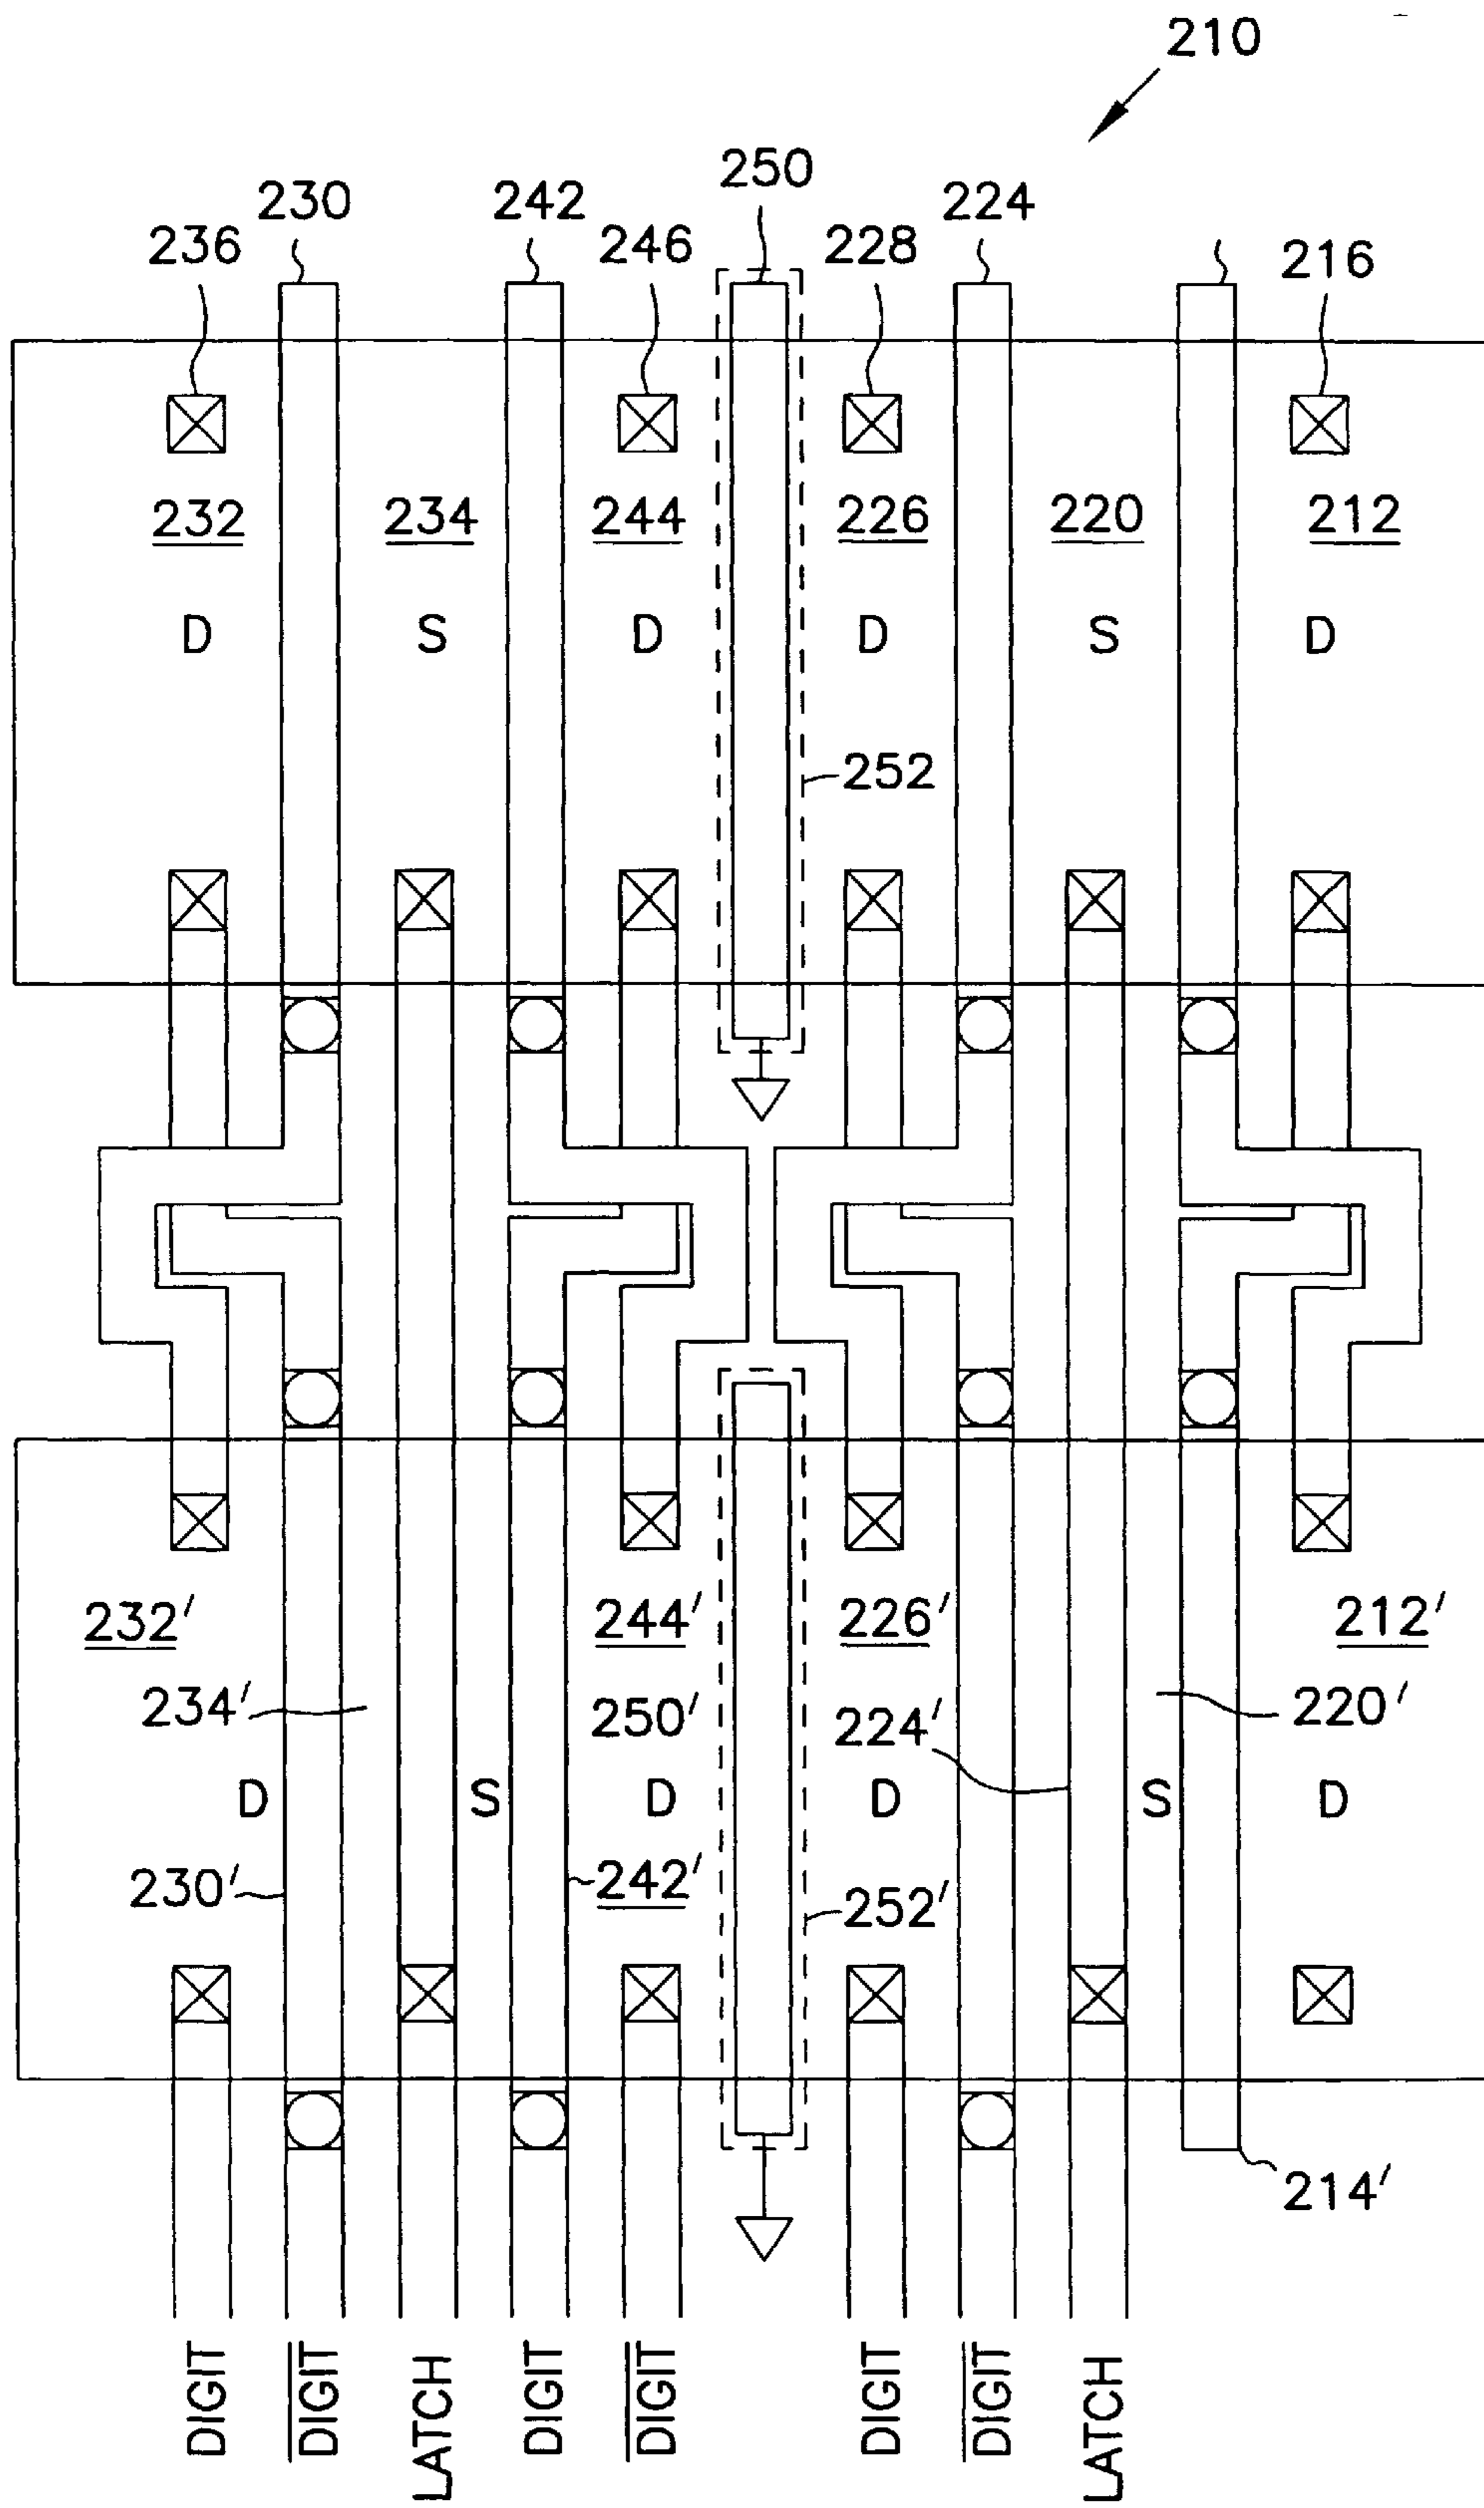 210
250
230
242
224
236
246
228
216
232
234
244
226
220
212
D
S
D
D
S
D
252
232′
244′
226′
212′
234′
250′
224′
220′
D
S
D
D
S
D
230′
242′
252′
214′
DIGIT
DIGIT
LATCH
DIGIT
DIGIT
DIGIT
DIGIT
LATCH